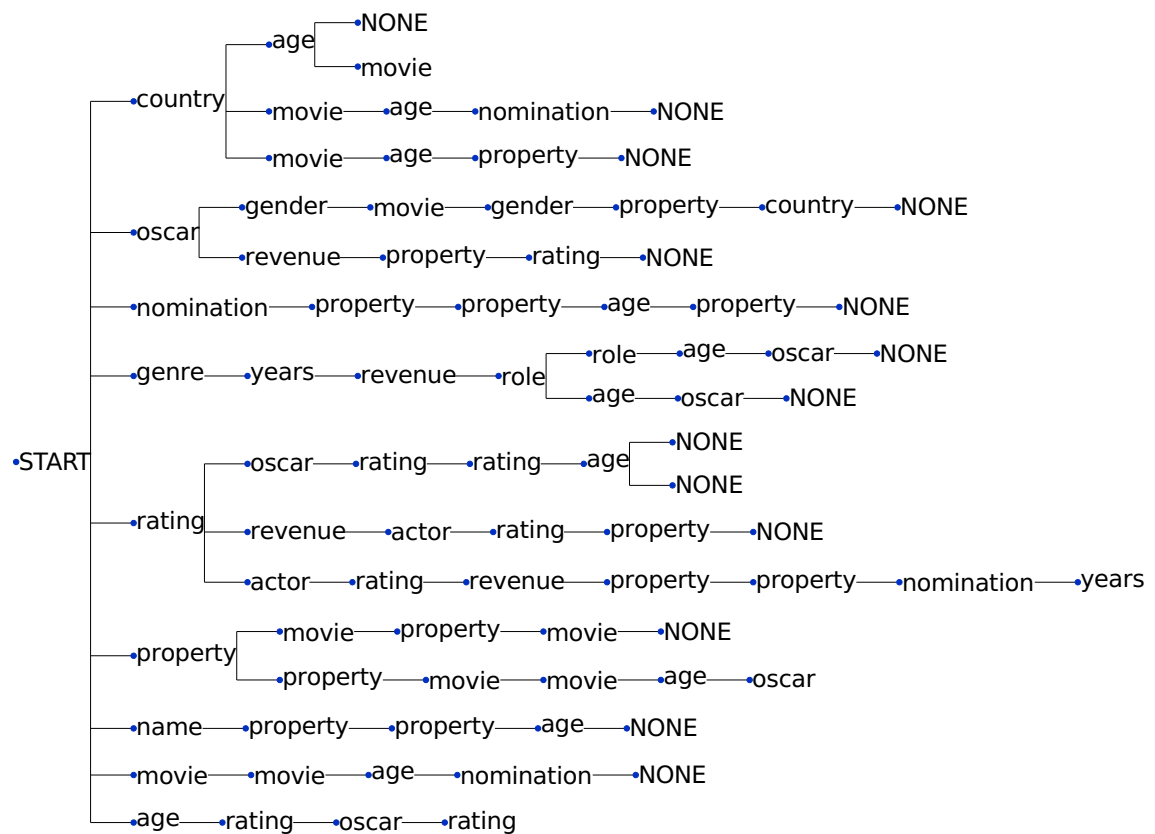 NONE
age
movie
country
movie age nomination NONE
movie age property NONE
gender movie gender property country NONE
oscar
revenue property rating NONE
nomination property property age property NONE
role age oscar NONE
genre years revenue role
age oscar NONE
NONE
START
oscar rating rating age
NONE
rating
revenue actor rating property NONE
actor rating revenue property property nomination years
movie property movie NONE
property
property movie movie age oscar
name property property age NONE
movie movie age nomination NONE
age rating oscar rating